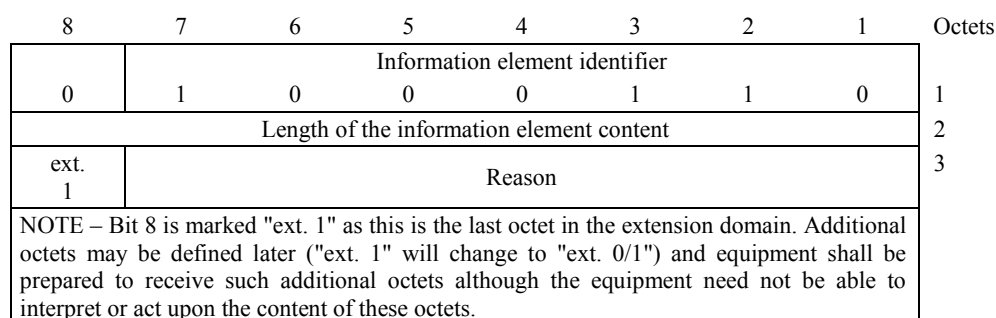 8 7 6 5 4 3 2 1 Octets
Information element identifier
0 1 0 0 0 1 1 0 1
Length of the information element content 2
ext. 3
Reason
1
NOTE – Bit 8 is marked "ext. 1" as this is the last octet in the extension domain. Additional
octets may be defined later ("ext. 1" will change to "ext. 0/1") and equipment shall be
prepared to receive such additional octets although the equipment need not be able to
interpret or act upon the content of these octets.